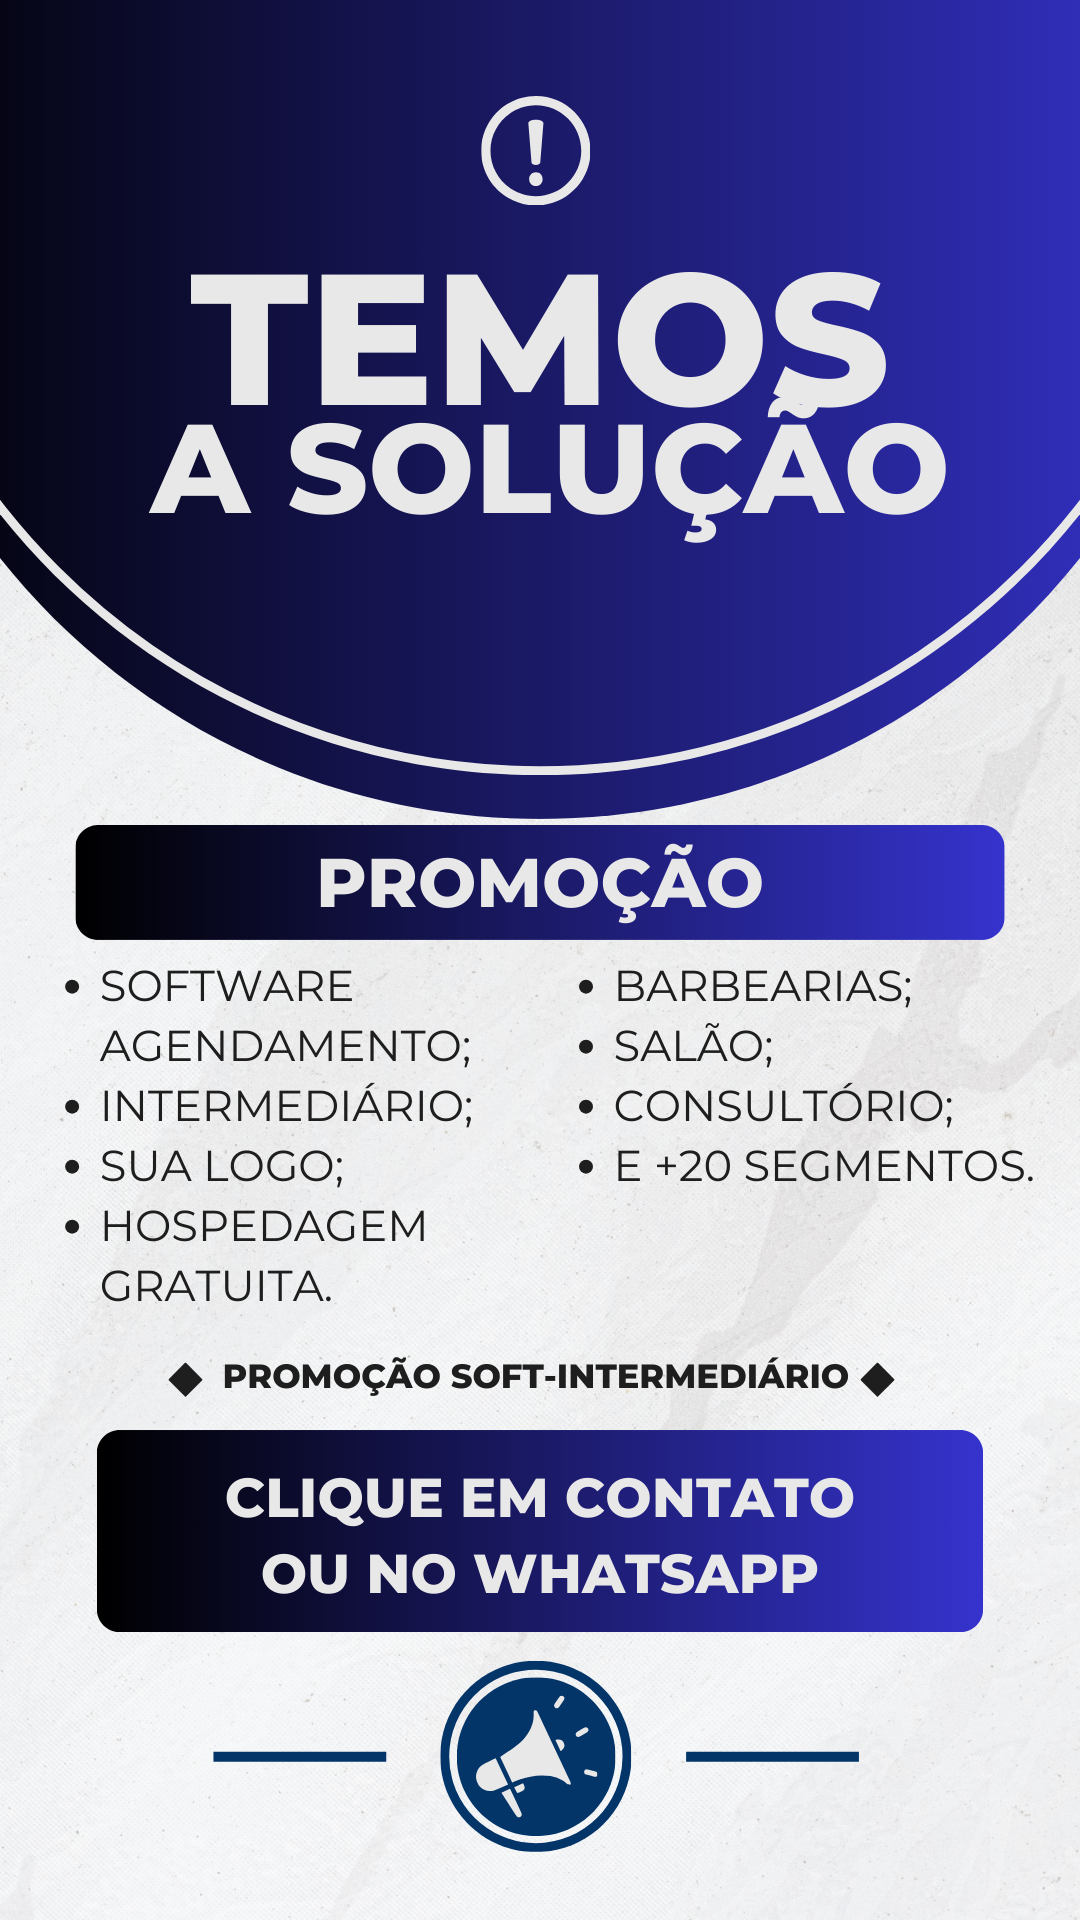 TEMOS
A SOLUÇÃO
PROMOÇÃO
SOFTWARE
AGENDAMENTO;
INTERMEDIÁRIO;
SUA LOGO;
HOSPEDAGEM
GRATUITA.
BARBEARIAS;
SALÃO;
CONSULTÓRIO;
E +20 SEGMENTOS.
PROMOÇÃO SOFT-INTERMEDIÁRIO
CLIQUE EM CONTATO
OU NO WHATSAPP